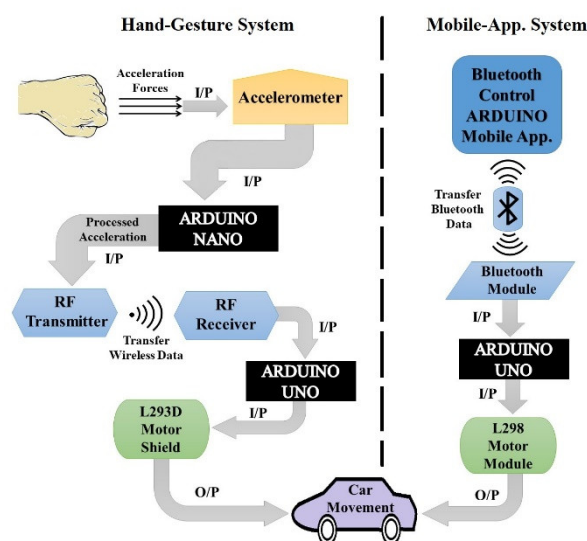 Hand-Gesture System
Acceleration
Forces
I/P
Accelerometer
I/P
Processed
Acceleration
I/P
ARDUINO
NANO
RF
Transmitter
Transfer
Wireless Data
RF
Receiver
I/P
ARDUINO
UNO
I/P
L293D
Motor
Shield
O/P
Car
Movement
Mobile-App. System
Bluetooth
Control
ARDUINO
Mobile App.
Transfer
Bluetooth
Data
Bluetooth
Module
I/P
ARDUINO
UNO
I/P
L298
Motor
Module
O/P